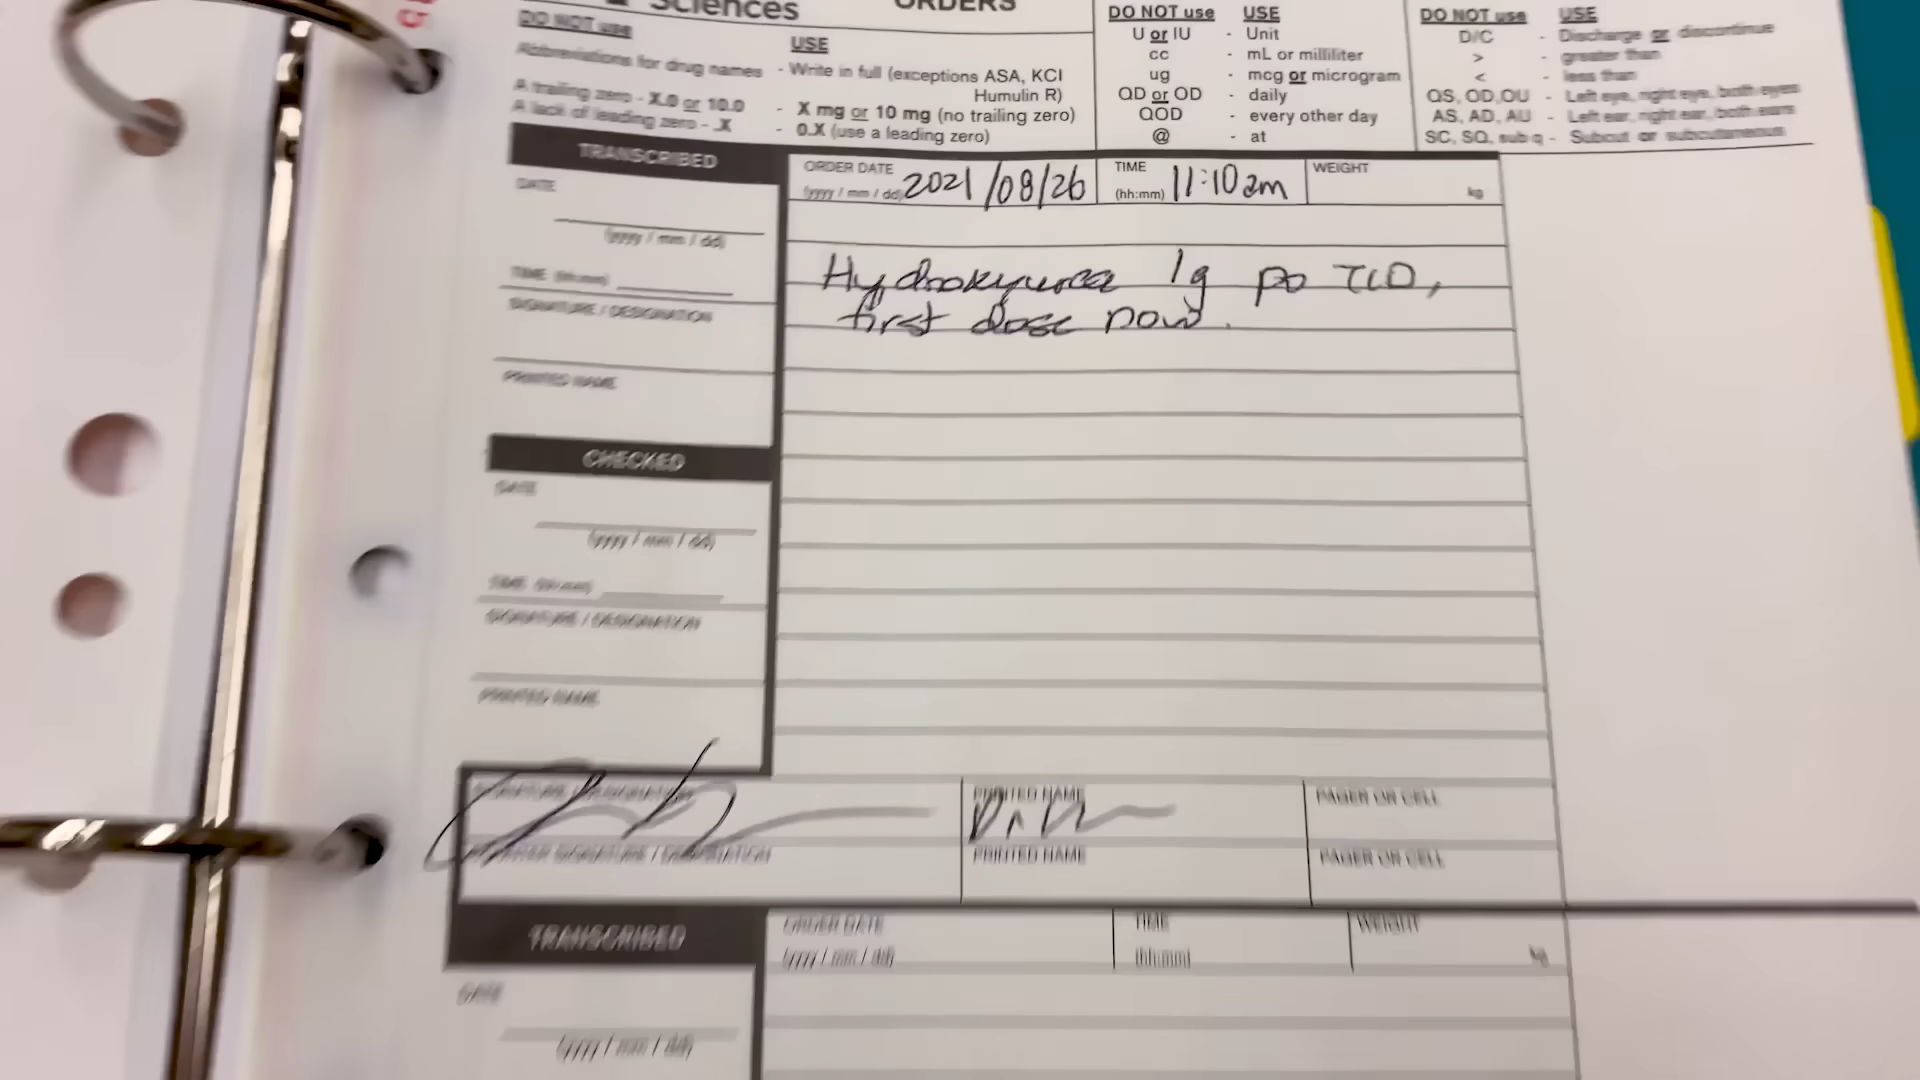 Sciences
ORDERS
DO NOT use
USE
Abbreviations for drug names - Write in full (exceptions ASA, KCl
Humulin R)
A trailing zero - X.0 or 10.0 - X mg or 10 mg (no trailing zero)
A lack of leading zero - .X - 0.X (use a leading zero)
DO NOT use USE
U or IU - Unit
cc - mL or milliliter
ug - mcg or microgram
QD or OD - daily
QOD - every other day
@ - at
DO NOT use USE
D/C - Discharge or discontinue
> - greater than
< - less than
OS, OD, OU - Left eye, right eye, both eyes
AS, AD, AU - Left ear, right ear, both ears
SC, SQ, sub q - Subcut or subcutaneous
TRANSCRIBED
DATE
(yyyy / mm / dd)
TIME (hh:mm)
SIGNATURE / DESIGNATION
PRINTED NAME
ORDER DATE
(yyyy / mm / dd) 2021/08/26
TIME
(hh:mm) 11:10am
WEIGHT
kg
Hydroxyurea 1g po TID,
first dose now.
CHECKED
DATE
(yyyy / mm / dd)
TIME (hh:mm)
SIGNATURE / DESIGNATION
PRINTED NAME
SIGNATURE / DESIGNATION
PRINTED NAME
PAGER OR CELL
SIGNATURE / DESIGNATION
PRINTED NAME
PAGER OR CELL
TRANSCRIBED
ORDER DATE
(yyyy / mm / dd)
TIME
(hh:mm)
WEIGHT
kg
DATE
(yyyy / mm / dd)